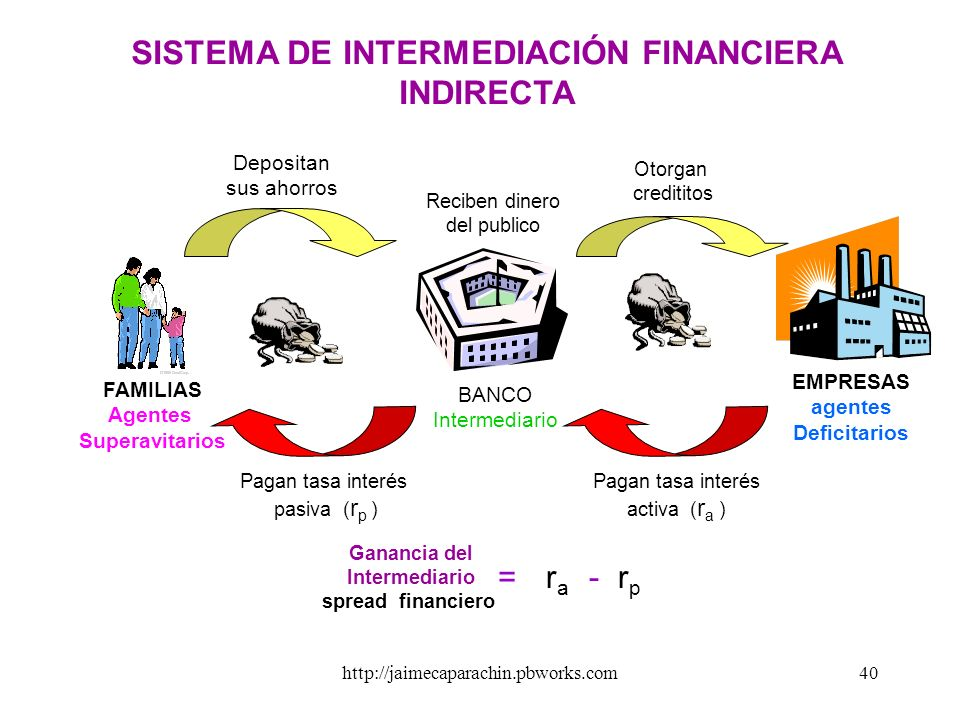 SISTEMA DE INTERMEDIACIÓN FINANCIERA
INDIRECTA
Depositan
sus ahorros
Reciben dinero
del publico
Otorgan
credititos
FAMILIAS
Agentes
Superavitarios
BANCO
Intermediario
EMPRESAS
agentes
Deficitarios
Pagan tasa interés
pasiva (rp )
Pagan tasa interés
activa (ra )
Ganancia del
Intermediario
spread financiero
= ra - rp
http://jaimecaparachin.pbworks.com
40